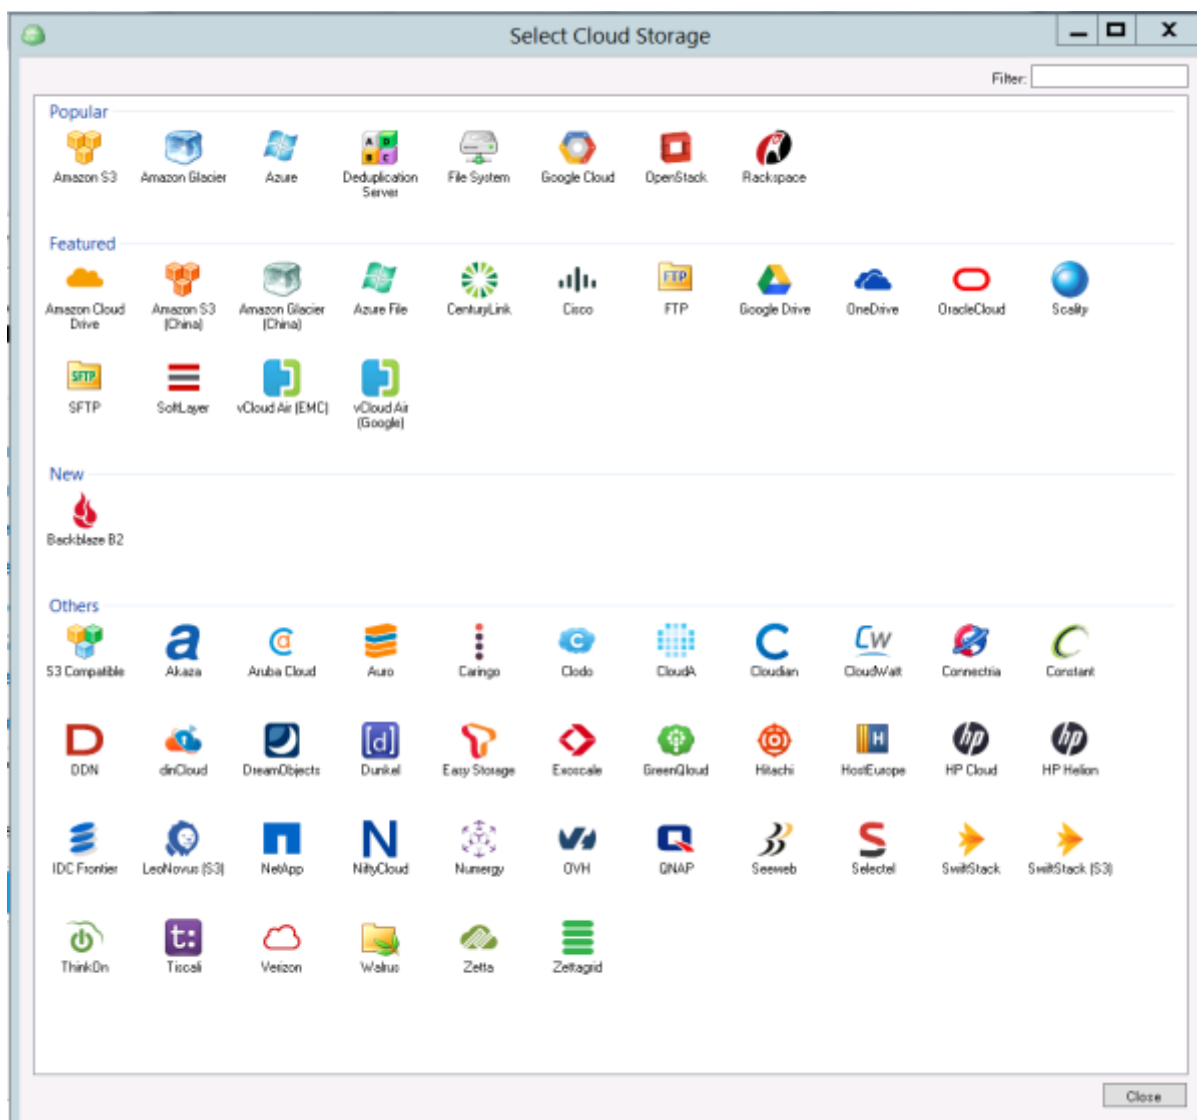 Select Cloud Storage
Filter:
Popular
Amazon S3 Amazon Glacier Azure Deduplication Server File System Google Cloud OpenStack Rackspace
Featured
Amazon Cloud Drive Amazon S3 (China) Amazon Glacier (China) Azure File CenturyLink Cisco FTP Google Drive OneDrive OracleCloud Scality
SFTP SoftLayer vCloud Air (EMC) vCloud Air (Google)
New
Backblaze B2
Others
S3 Compatible Akaza Aruba Cloud Auro Caringo Clodo CloudA Cloudian CloudWatt Connectria Constant
DDN dinCloud DreamObjects Dunkel Easy Storage Exoscale GreenQloud Hitachi HostEurope HP Cloud HP Helion
IDC Frontier LeoNovus (S3) NetApp NiftyCloud Numergy OVH QNAP Seeweb Selectel SwiftStack SwiftStack (S3)
ThinkOn Tiscali Verizon Walrus Zetta Zettagrid
Close